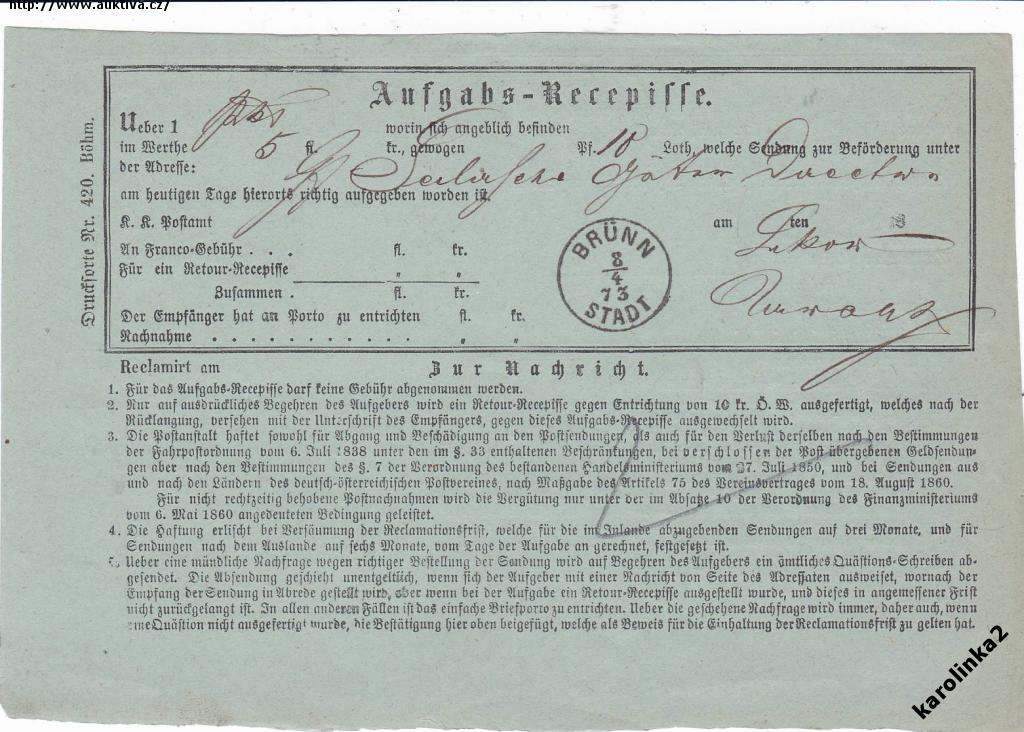 http://www.auktiva.cz/
Aufgabs-Recepisse.
Ueber 1 worin sich angeblich befinden
im Werthe 5 fl. kr., gewogen Pf. 10 Loth, welche Sendung zur Beförderung unter
der Adresse:
am heutigen Tage hierorts richtig aufgegeben worden ist.
K. K. Postamt am ten
An Franco-Gebühr . . . fl. kr.
Für ein Retour-Recepisse „ „
Zusammen . fl. kr.
Der Empfänger hat an Porto zu entrichten fl. kr.
Nachnahme . . . . . . . . . . . „ „
BRÜNN
8/4
73
STADT
Drucksorte Nr. 420. Böhm.
Reclamirt am Zur Nachricht.
1. Für das Aufgabs-Recepisse darf keine Gebühr abgenommen werden.
2. Nur auf ausdrückliches Begehren des Aufgebers wird ein Retour-Recepisse gegen Entrichtung von 10 kr. Ö. W. ausgefertigt, welches nach der
Rücklangung, versehen mit der Unterschrift des Empfängers, gegen dieses Aufgabs-Recepisse ausgewechselt wird.
3. Die Postanstalt haftet sowohl für Abgang und Beschädigung an den Postsendungen, als auch für den Verlust derselben nach den Bestimmungen
der Fahrpostordnung vom 6. Juli 1838 unter den im §. 33 enthaltenen Beschränkungen, bei verschlossen der Post übergebenen Geldsendun-
gen aber nach den Bestimmungen des §. 7 der Verordnung des bestandenen Handelsministeriums vom 27. Juli 1850, und bei Sendungen aus
und nach den Ländern des deutsch-österreichischen Postvereines, nach Maßgabe des Artikels 75 des Vereinsvertrages vom 18. August 1860.
Für nicht rechtzeitig behobene Postnachnahmen wird die Vergütung nur unter der im Absatze 10 der Verordnung des Finanzministeriums
vom 6. Mai 1860 angedeuteten Bedingung geleistet.
4. Die Haftung erlischt bei Versäumung der Reclamationsfrist, welche für die im Inlande abzugebenden Sendungen auf drei Monate, und für
Sendungen nach dem Auslande auf sechs Monate, vom Tage der Aufgabe an gerechnet, festgesetzt ist.
5. Ueber eine mündliche Nachfrage wegen richtiger Bestellung der Sendung wird auf Begehren des Aufgebers ein ämtliches Quästions-Schreiben ab-
gesendet. Die Absendung geschieht unentgeltlich, wenn sich der Aufgeber mit einer Nachricht von Seite des Adressaten ausweiset, wornach der
Empfang der Sendung in Abrede gestellt wird, oder wenn bei der Aufgabe ein Retour-Recepisse ausgestellt wurde, und dieses in angemessener Frist
nicht zurückgelangt ist. In allen anderen Fällen ist das einfache Briefporto zu entrichten. Ueber die geschehene Nachfrage wird immer, daher auch, wenn
eine Quästion nicht ausgefertigt wurde, die Bestätigung hier oben beigefügt, welche als Beweis für die Einhaltung der Reclamationsfrist zu gelten hat.
karolinka2